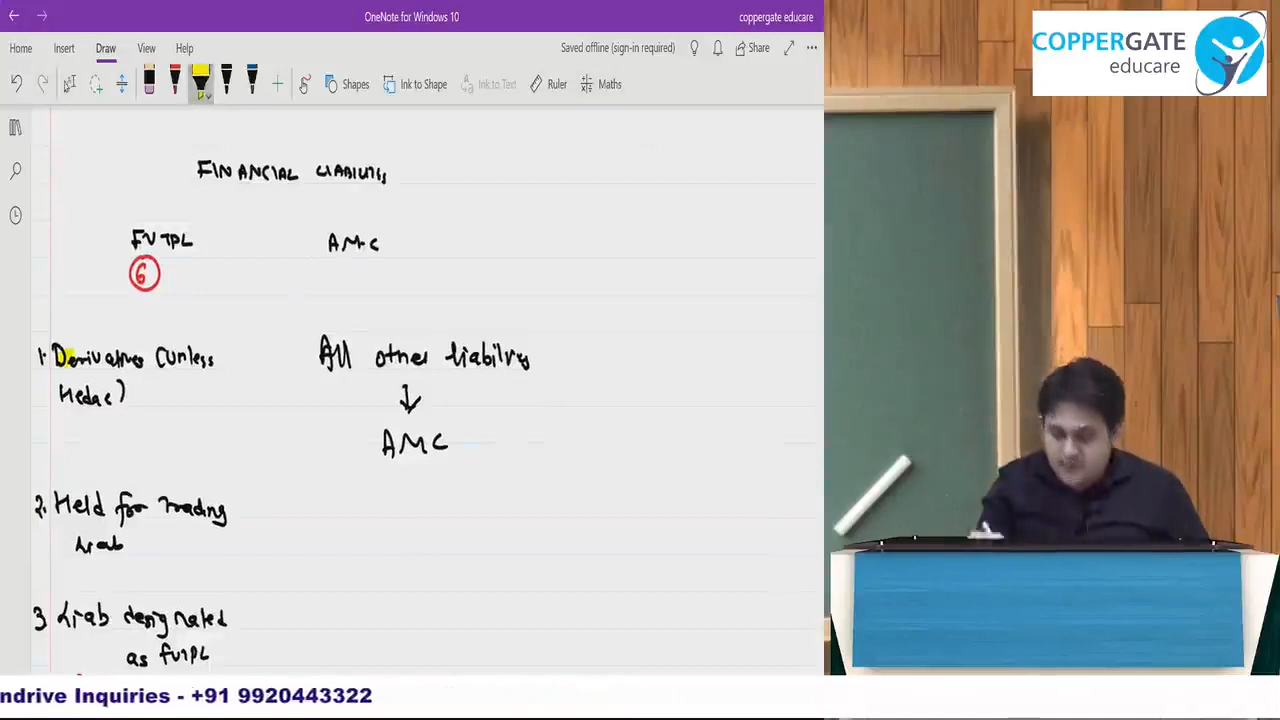 OneNote for Windows 10
coppergate educare
Home Insert Draw View Help
Saved offline (sign-in required)
Share
Shapes
Ink to Shape
Ink to Text
Ruler
Maths
COPPERGATE
educare
FINANCIAL LIABILITIES
FVTPL AMC
6
1. Derivatives (unless
Hedge)
All other liabilities
↓
AMC
2. Held for Trading
Liab
3 Liab designated
as FVTPL
ndrive Inquiries - +91 9920443322